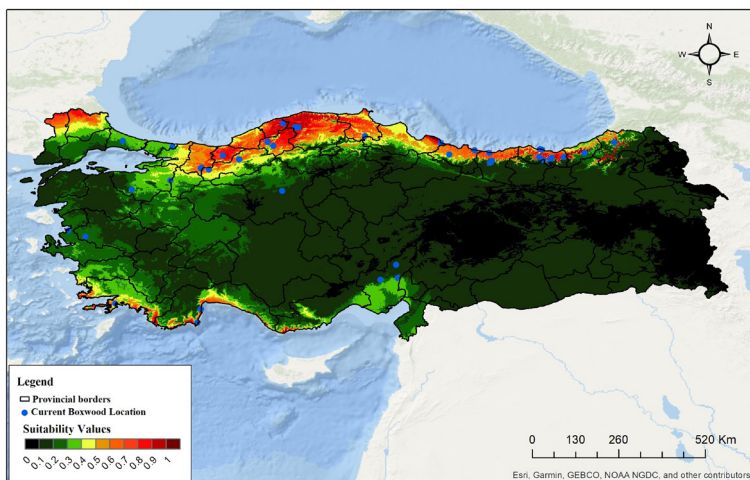 N
W E
S
Legend
Provincial borders
Current Boxwood Location
Suitability Values
0 0.1 0.2 0.3 0.4 0.5 0.6 0.7 0.8 0.9 1
0 130 260 520 Km
Esri, Garmin, GEBCO, NOAA NGDC, and other contributors